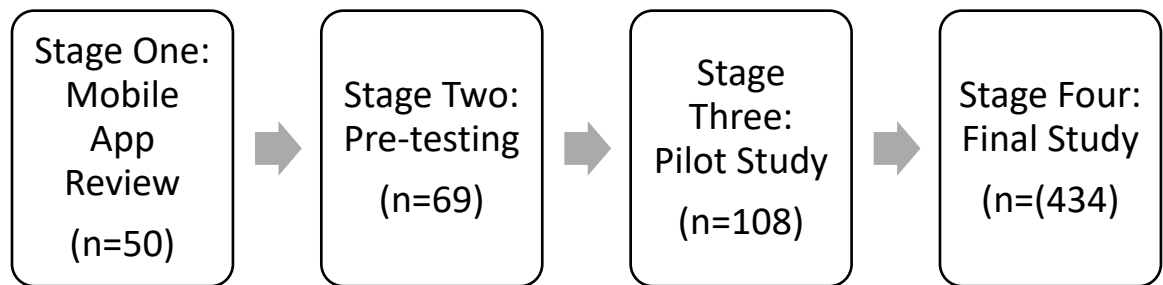 Stage One:
Mobile
App
Review
(n=50)
Stage Two:
Pre-testing
(n=69)
Stage
Three:
Pilot Study
(n=108)
Stage Four:
Final Study
(n=(434)